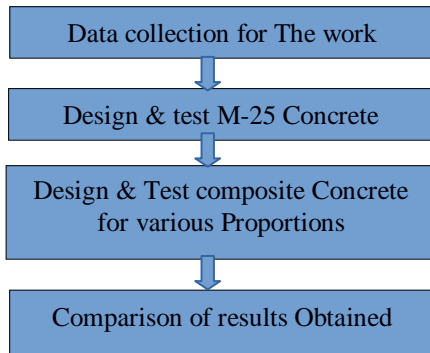 Data collection for The work
Design & test M-25 Concrete
Design & Test composite Concrete
for various Proportions
Comparison of results Obtained